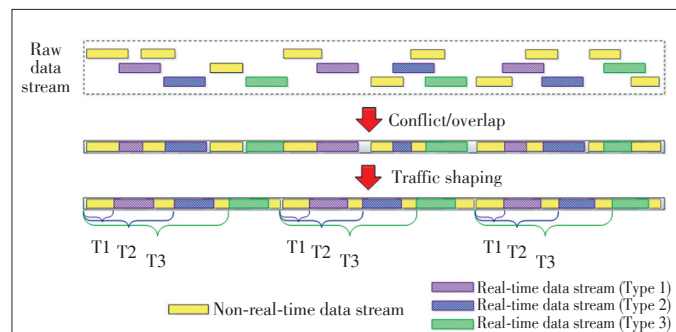 Raw
data
stream
Conflict/overlap
Traffic shaping
T1 T2 T3
T1 T2 T3
T1 T2 T3
Non-real-time data stream
Real-time data stream (Type 1)
Real-time data stream (Type 2)
Real-time data stream (Type 3)